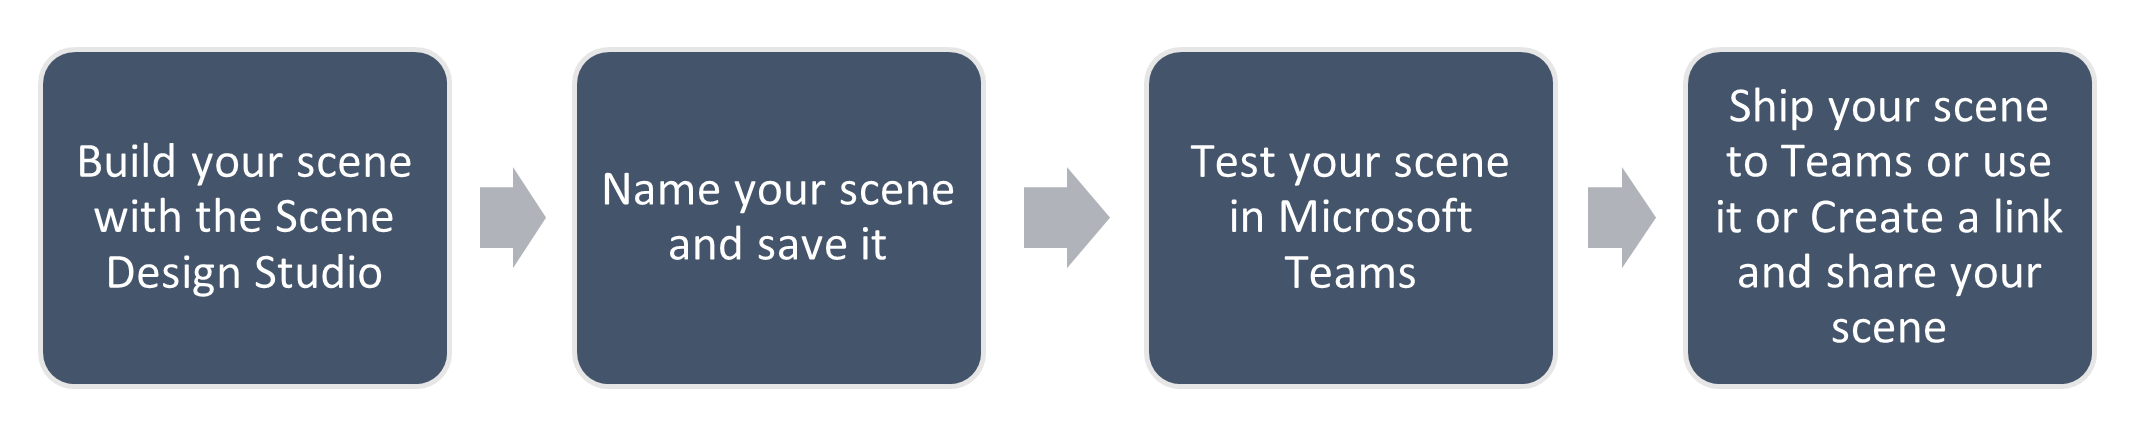 Build your scene
with the Scene
Design Studio
Name your scene
and save it
Test your scene
in Microsoft
Teams
Ship your scene
to Teams or use
it or Create a link
and share your
scene